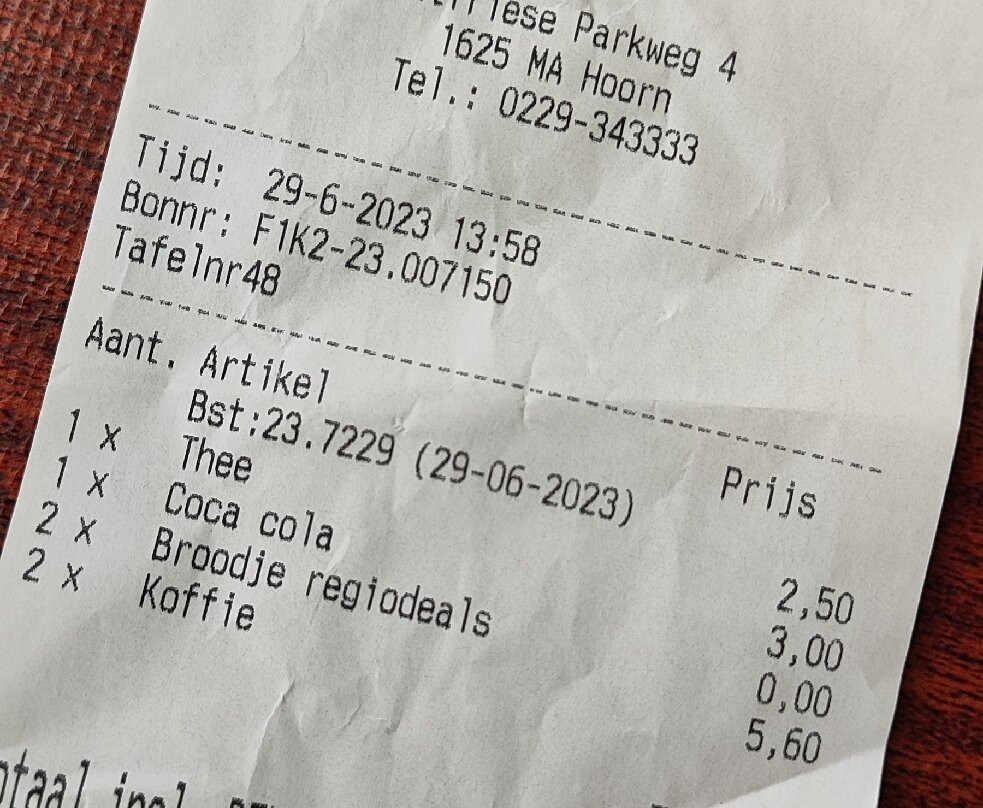 Parkweg 4
1625 MA Hoorn
Tel.: 0229-343333
Tijd: 29-6-2023 13:58
Bonnr: F1K2-23.007150
Tafelnr48
Aant. Artikel Prijs
Bst:23.7229 (29-06-2023)
1 x Thee 2,50
1 x Coca cola 3,00
2 x Broodje regiodeals 0,00
2 x Koffie 5,60